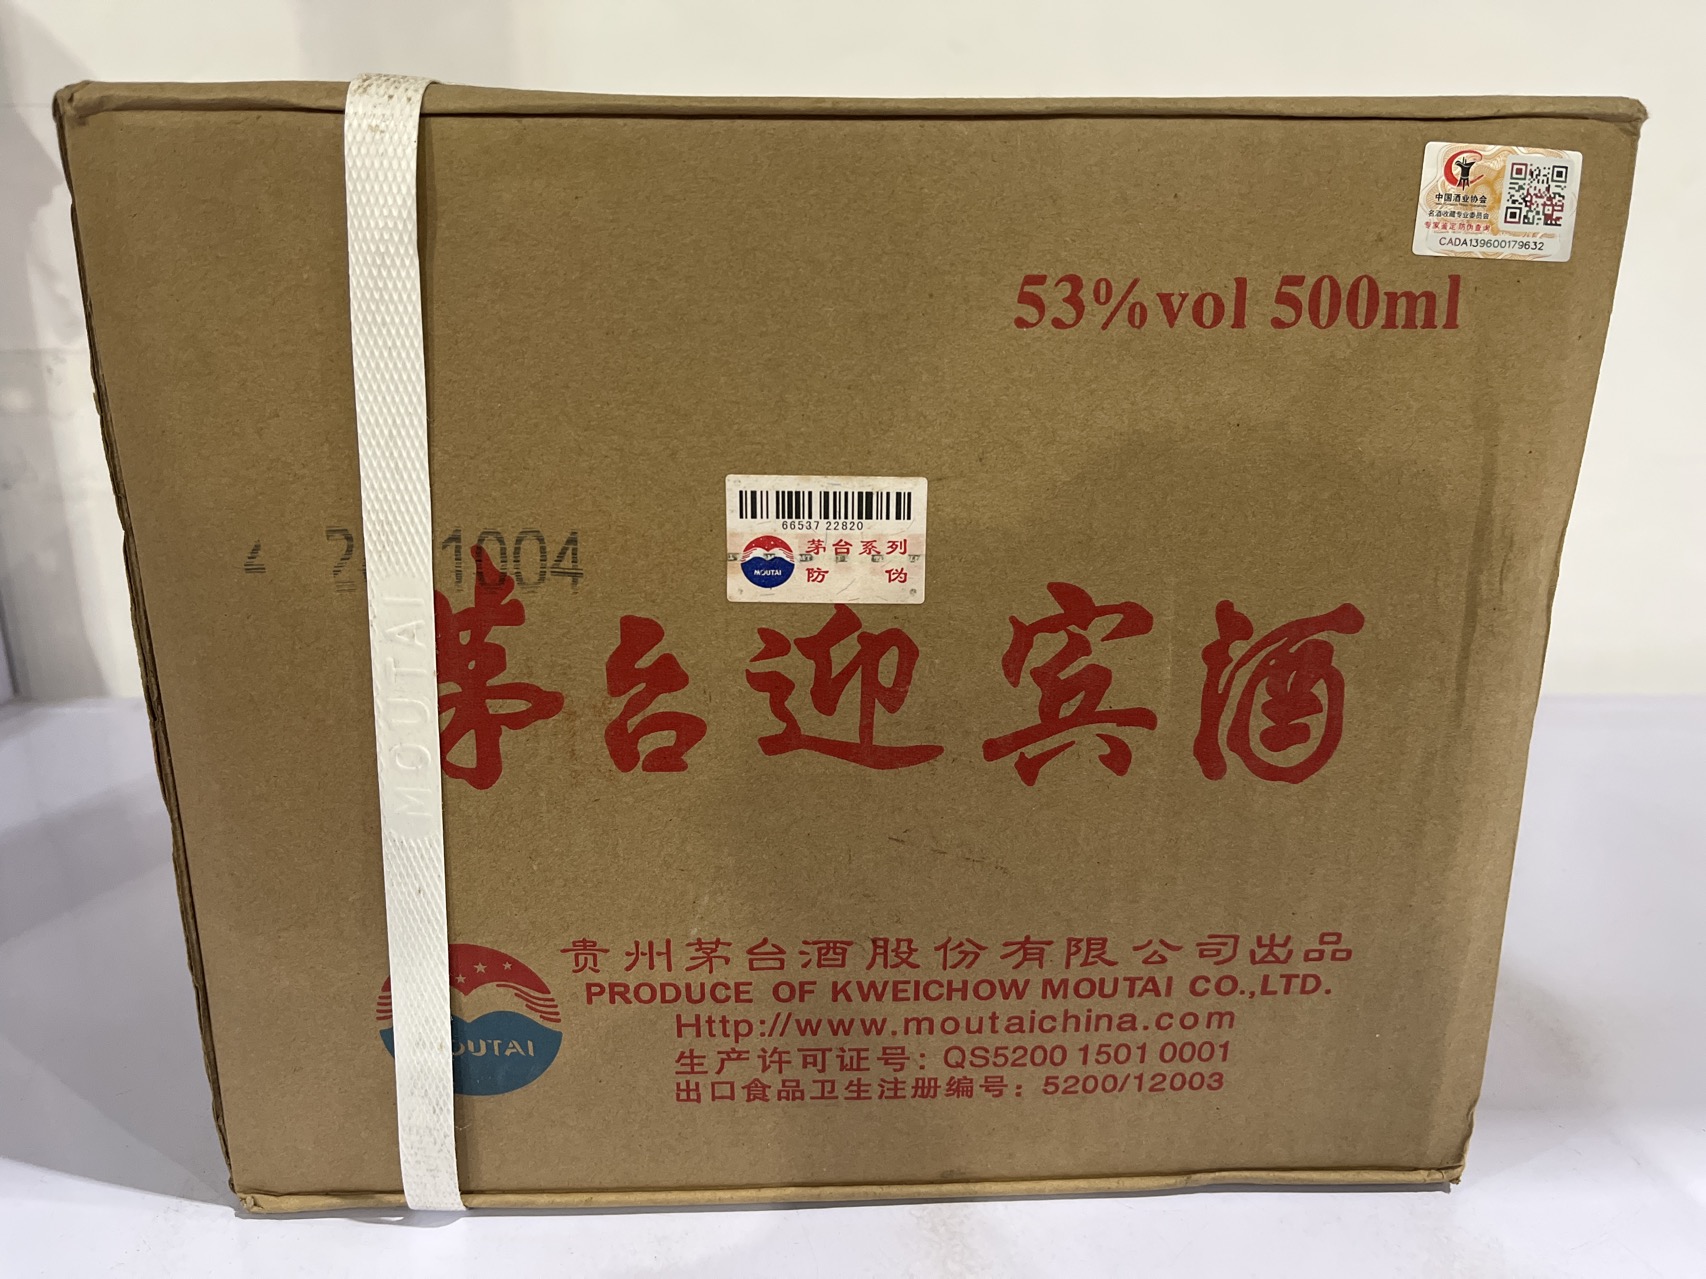 中国酒业协会
名酒收藏专业委员会
专家鉴定防伪查询
CADA139600179632
53%vol 500ml
66537 22820
MOUTAI
茅台系列
防 伪
1004
MOUTAI
茅台迎宾酒
贵州茅台酒股份有限公司出品
PRODUCE OF KWEICHOW MOUTAI CO.,LTD.
Http://www.moutaichina.com
OUTAI
生产许可证号：QS5200 1501 0001
出口食品卫生注册编号：5200/12003